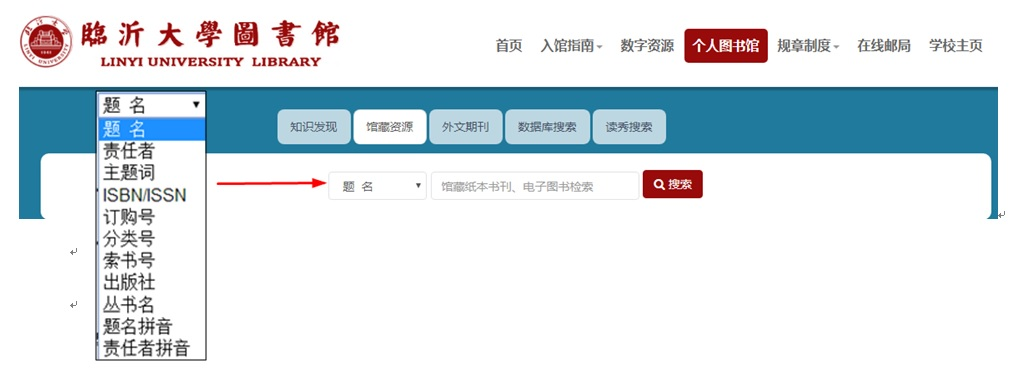 臨沂大學圖書館
LINYI UNIVERSITY LIBRARY
首页 入馆指南 数字资源 个人图书馆 规章制度 在线邮局 学校主页
知识发现 馆藏资源 外文期刊 数据库搜索 读秀搜索
题 名 馆藏纸本书刊、电子图书检索 搜索
题 名
题 名
责任者
主题词
ISBN/ISSN
订购号
分类号
索书号
出版社
丛书名
题名拼音
责任者拼音